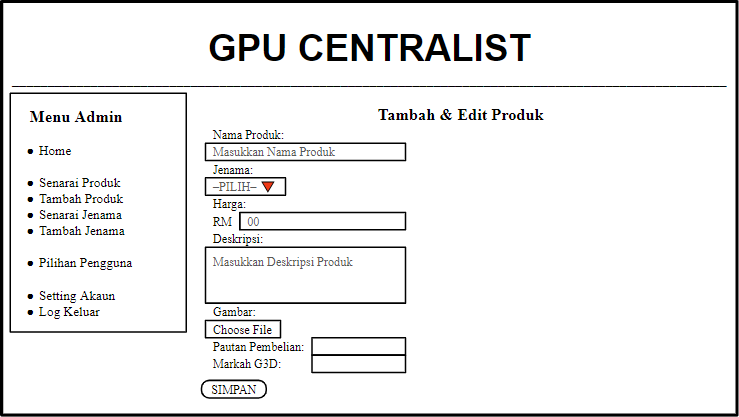 GPU CENTRALIST
Menu Admin
● Home
● Senarai Produk
● Tambah Produk
● Senarai Jenama
● Tambah Jenama
● Pilihan Pengguna
● Setting Akaun
● Log Keluar
Tambah & Edit Produk
Nama Produk:
Masukkan Nama Produk
Jenama:
–PILIH–
Harga:
RM 00
Deskripsi:
Masukkan Deskripsi Produk
Gambar:
Choose File
Pautan Pembelian:
Markah G3D:
SIMPAN